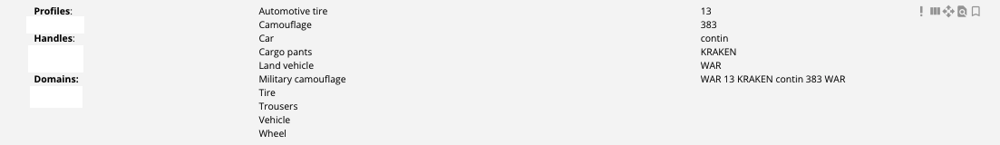 Profiles:
Handles:
Domains:
Automotive tire
Camouflage
Car
Cargo pants
Land vehicle
Military camouflage
Tire
Trousers
Vehicle
Wheel
13
383
contin
KRAKEN
WAR
WAR 13 KRAKEN contin 383 WAR